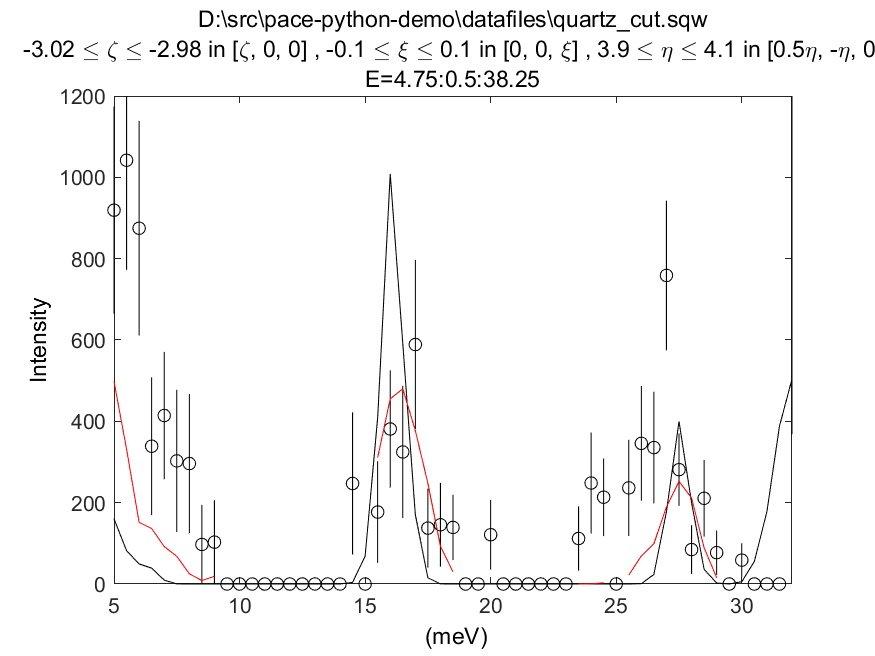 D:\src\pace-python-demo\datafiles\quartz_cut.sqw
-3.02 ≤ ζ ≤ -2.98 in [ζ, 0, 0] , -0.1 ≤ ξ ≤ 0.1 in [0, 0, ξ] , 3.9 ≤ η ≤ 4.1 in [0.5η, -η, 0
E=4.75:0.5:38.25
1200
1000
800
600
400
200
0
Intensity
5 10 15 20 25 30
(meV)